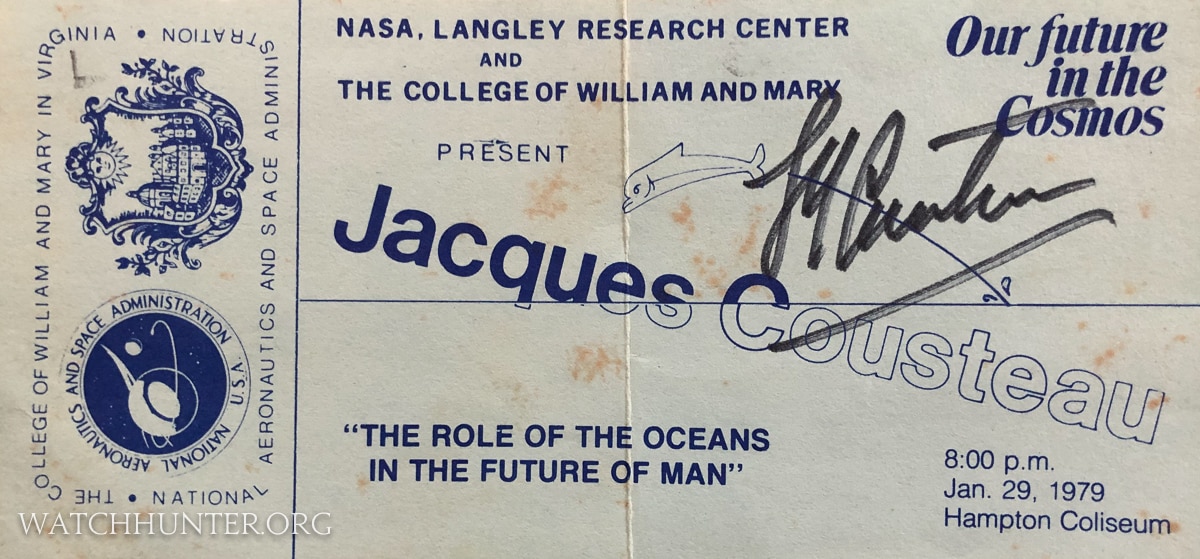 NASA, LANGLEY RESEARCH CENTER
AND
THE COLLEGE OF WILLIAM AND MARY
PRESENT
Our future
in the
Cosmos
Jacques Cousteau
"THE ROLE OF THE OCEANS
IN THE FUTURE OF MAN"
8:00 p.m.
Jan. 29, 1979
Hampton Coliseum
THE COLLEGE OF WILLIAM AND MARY IN VIRGINIA • NATIONAL AERONAUTICS AND SPACE ADMINISTRATION •
NATIONAL AERONAUTICS AND SPACE ADMINISTRATION U.S.A.
WATCHHUNTER.ORG